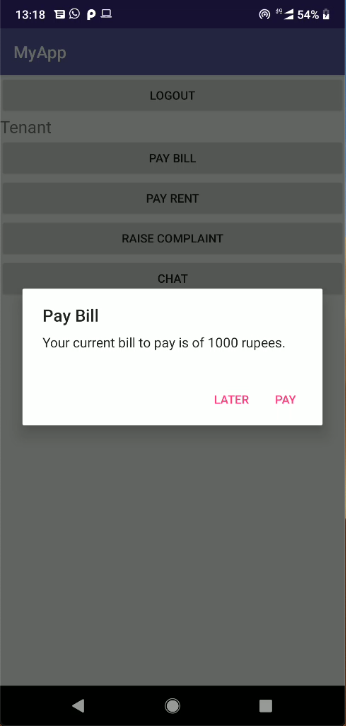 13:18
54%
MyApp
LOGOUT
Tenant
PAY BILL
PAY RENT
RAISE COMPLAINT
CHAT
Pay Bill
Your current bill to pay is of 1000 rupees.
LATER PAY